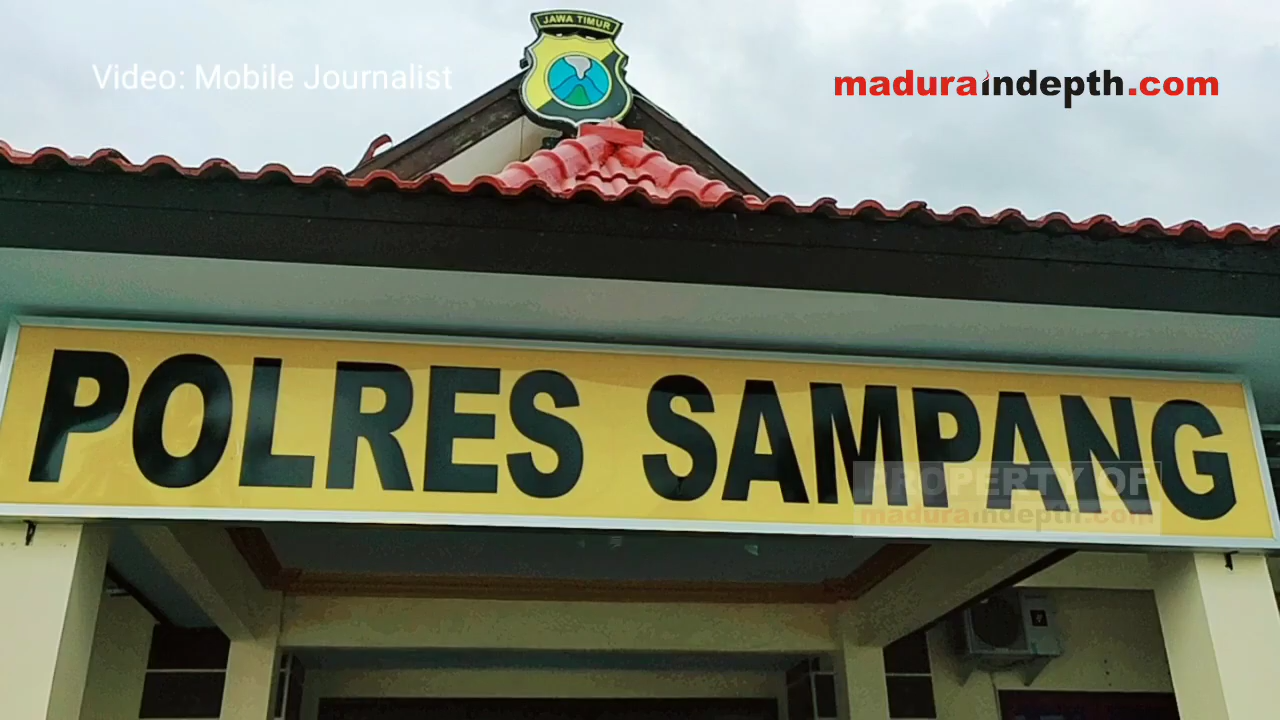 JAWA TIMUR
Video: Mobile Journalist
maduraindepth.com
POLRES SAMPANG
PROPERTY OF
maduraindepth.com